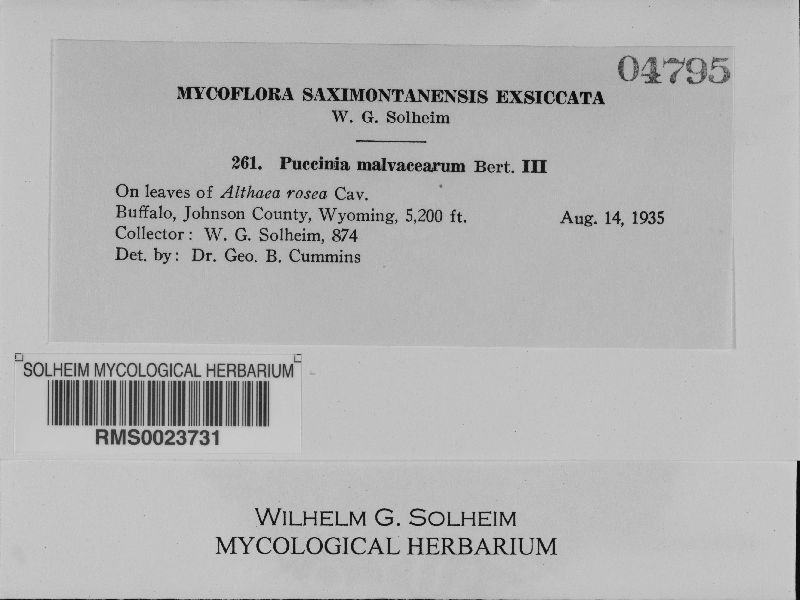 04795
MYCOFLORA SAXIMONTANENSIS EXSICCATA
W. G. Solheim
261. Puccinia malvacearum Bert. III
On leaves of Althaea rosea Cav.
Buffalo, Johnson County, Wyoming, 5,200 ft. Aug. 14, 1935
Collector: W. G. Solheim, 874
Det. by: Dr. Geo. B. Cummins
SOLHEIM MYCOLOGICAL HERBARIUM
RMS0023731
WILHELM G. SOLHEIM
MYCOLOGICAL HERBARIUM